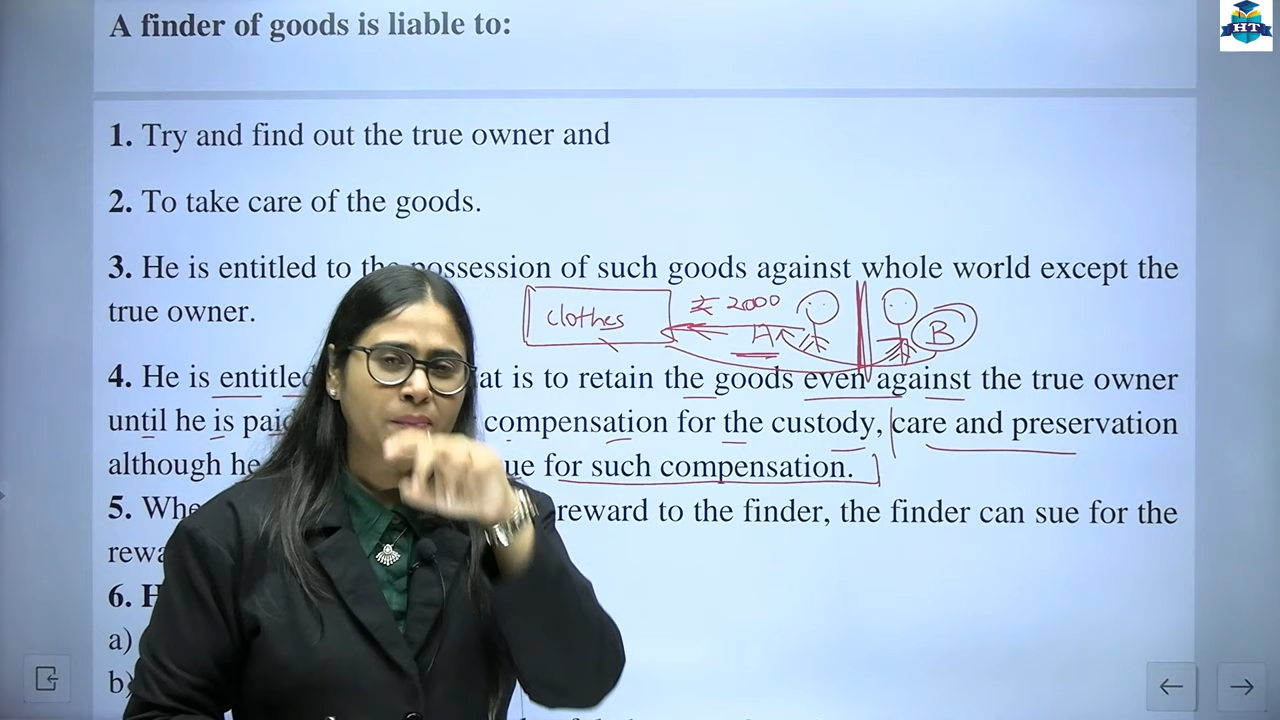 A finder of goods is liable to:
HT
1. Try and find out the true owner and
2. To take care of the goods.
3. He is entitled to the possession of such goods against whole world except the
true owner.
clothes ₹ 2000 A B
4. He is entitled at is to retain the goods even against the true owner
until he is paid compensation for the custody, care and preservation
although he ue for such compensation.
5. Whe reward to the finder, the finder can sue for the
rewa
6. H
a)
b)